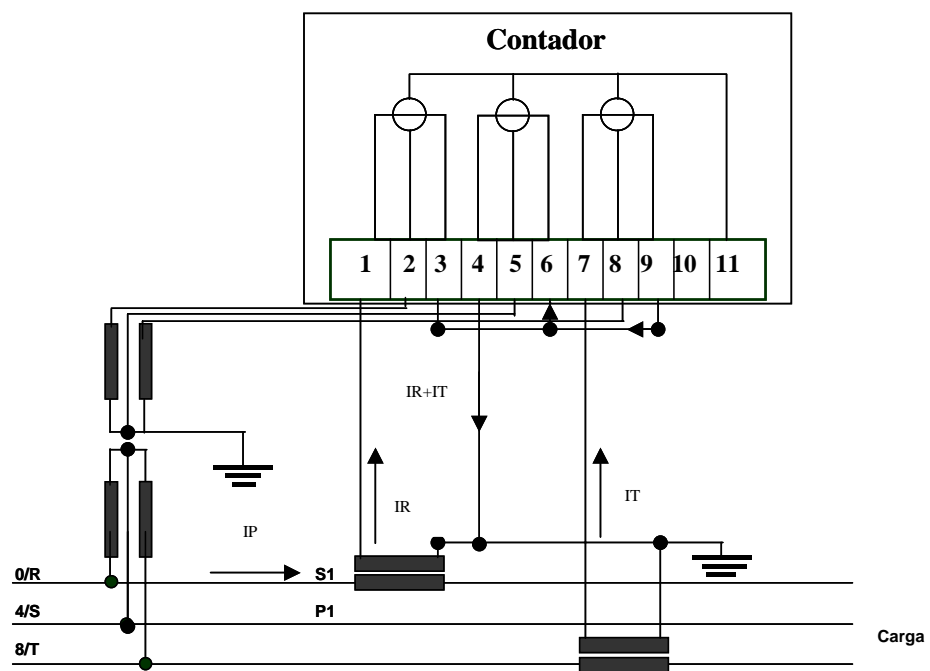 Contador
1 2 3 4 5 6 7 8 9 10 11
IR+IT
IR
IT
IP
0/R
S1
4/S
P1
Carga
8/T